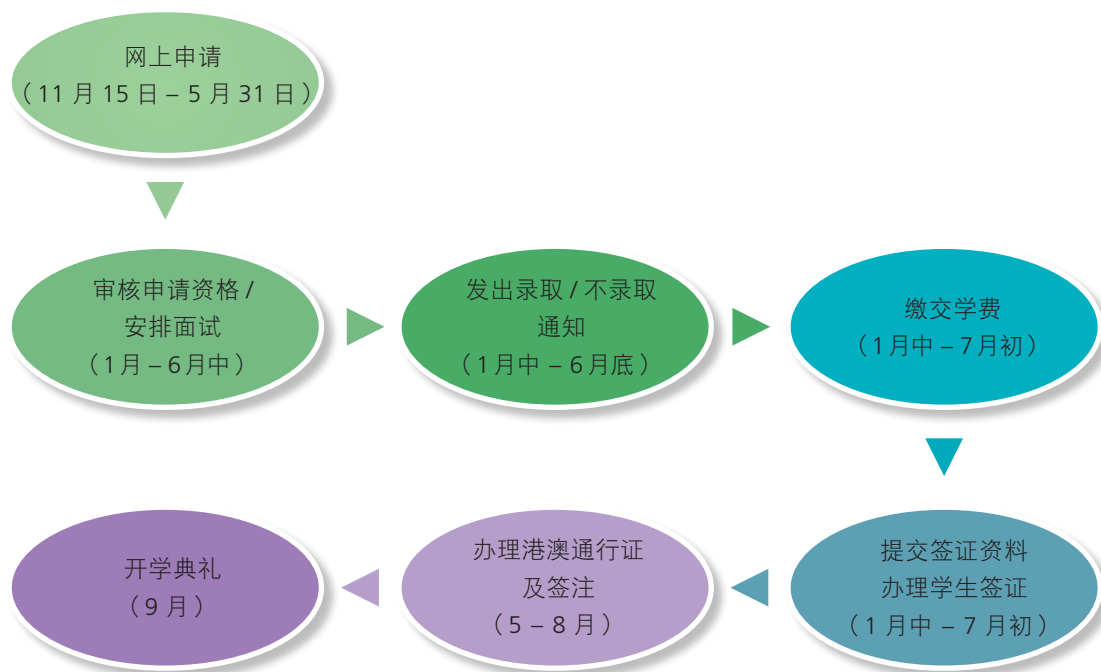 网上申请
（11 月 15 日 – 5 月 31 日）
审核申请资格 /
安排面试
（1月 – 6月中）
发出录取 / 不录取
通知
（1月中 – 6月底）
缴交学费
（1月中 – 7月初）
提交签证资料
办理学生签证
（1 月中 – 7 月初）
办理港澳通行证
及签注
（5 – 8 月）
开学典礼
（9 月）